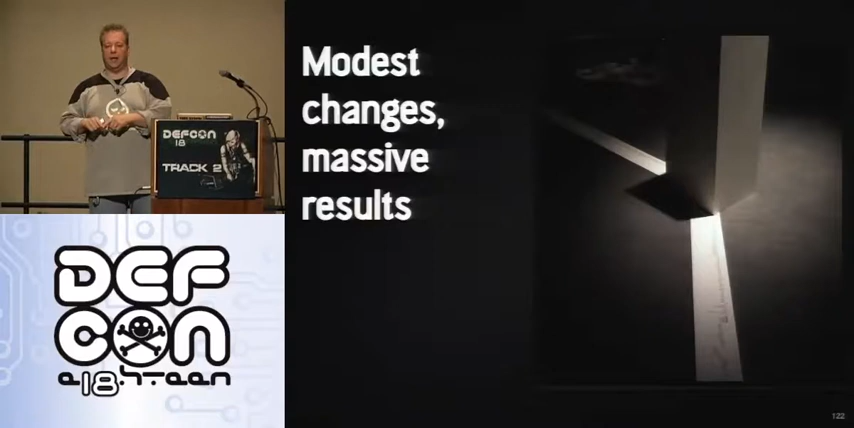 DEFCON
18
TRACK 2
Modest
changes,
massive
results
DEF
CON
e18hteen
122